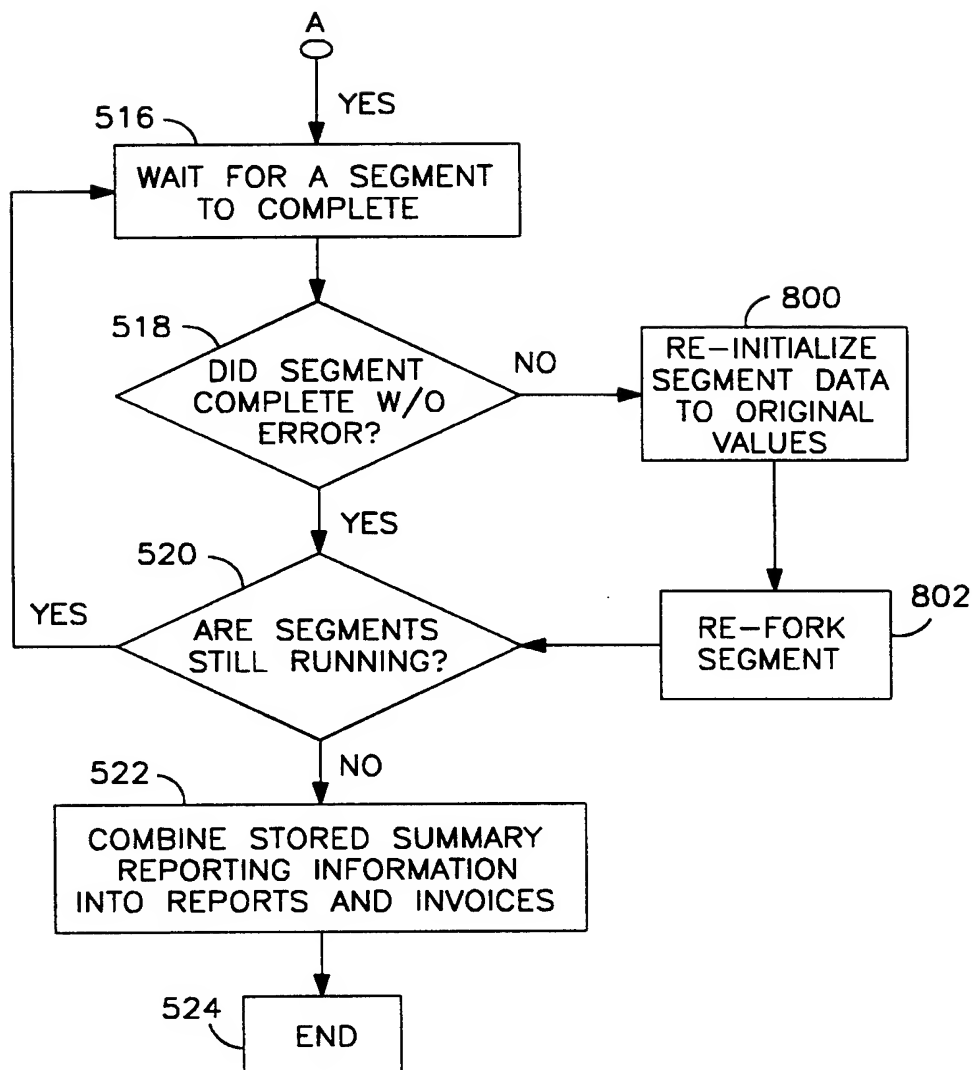 A
YES
516
WAIT FOR A SEGMENT
TO COMPLETE
518
DID SEGMENT
COMPLETE W/O
ERROR?
NO
800
RE-INITIALIZE
SEGMENT DATA
TO ORIGINAL
VALUES
YES
520
YES
ARE SEGMENTS
STILL RUNNING?
802
RE-FORK
SEGMENT
NO
522
COMBINE STORED SUMMARY
REPORTING INFORMATION
INTO REPORTS AND INVOICES
524
END